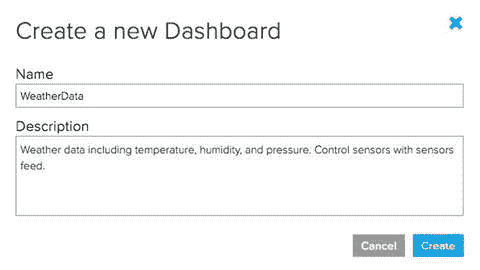 Create a new Dashboard
Name
WeatherData
Description
Weather data including temperature, humidity, and pressure. Control sensors with sensors
feed.
Cancel
Create